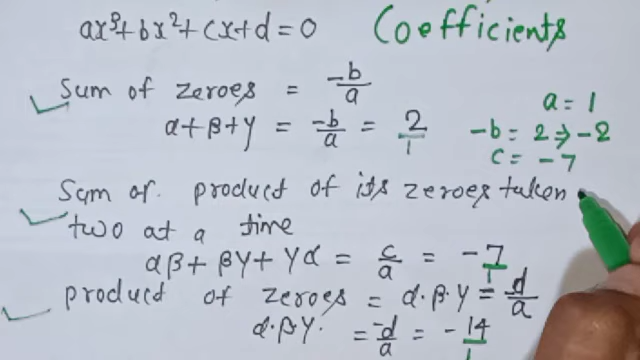 ax³+bx²+cx+d=0 Coefficients
Sum of zeroes = -b/a
α+β+γ = -b/a = 2/1
a = 1
-b = 2 ⇒ -2
c = -7
Sum of product of its zeroes taken
two at a time
αβ+βγ+γα = c/a = -7/1
product of zeroes = α·β·γ = d/a
α·β·γ. = -d/a = -14/1